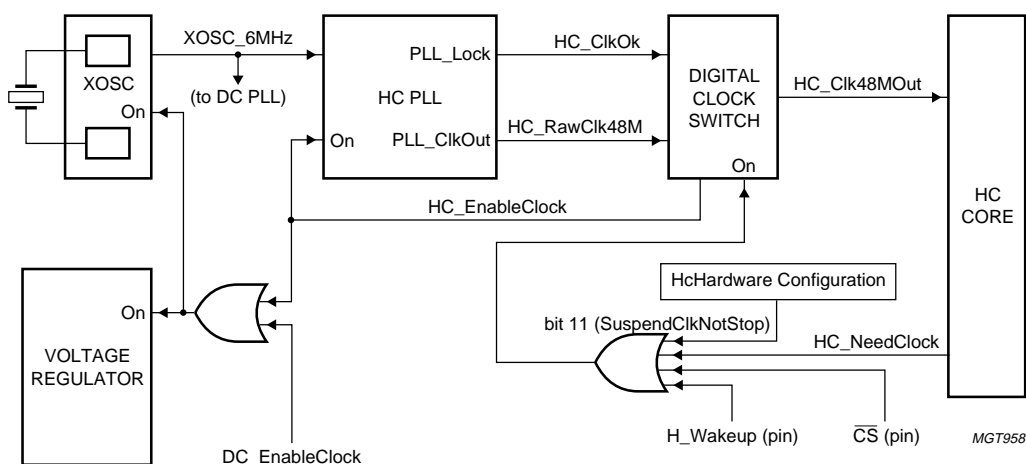 XOSC_6MHz
XOSC
On
(to DC PLL)
PLL_Lock
HC PLL
On
PLL_ClkOut
HC_ClkOk
HC_RawClk48M
DIGITAL
CLOCK
SWITCH
On
HC_Clk48MOut
HC
CORE
HC_EnableClock
HcHardware Configuration
bit 11 (SuspendClkNotStop)
HC_NeedClock
On
VOLTAGE
REGULATOR
DC_EnableClock
H_Wakeup (pin)
C̅S̅ (pin)
MGT958